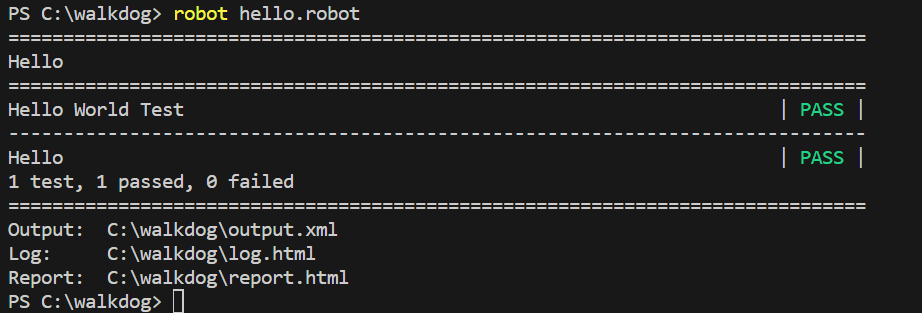 PS C:\walkdog> robot hello.robot
==============================================================================
Hello
==============================================================================
Hello World Test                                                      | PASS |
------------------------------------------------------------------------------
Hello                                                                 | PASS |
1 test, 1 passed, 0 failed
==============================================================================
Output:  C:\walkdog\output.xml
Log:     C:\walkdog\log.html
Report:  C:\walkdog\report.html
PS C:\walkdog>